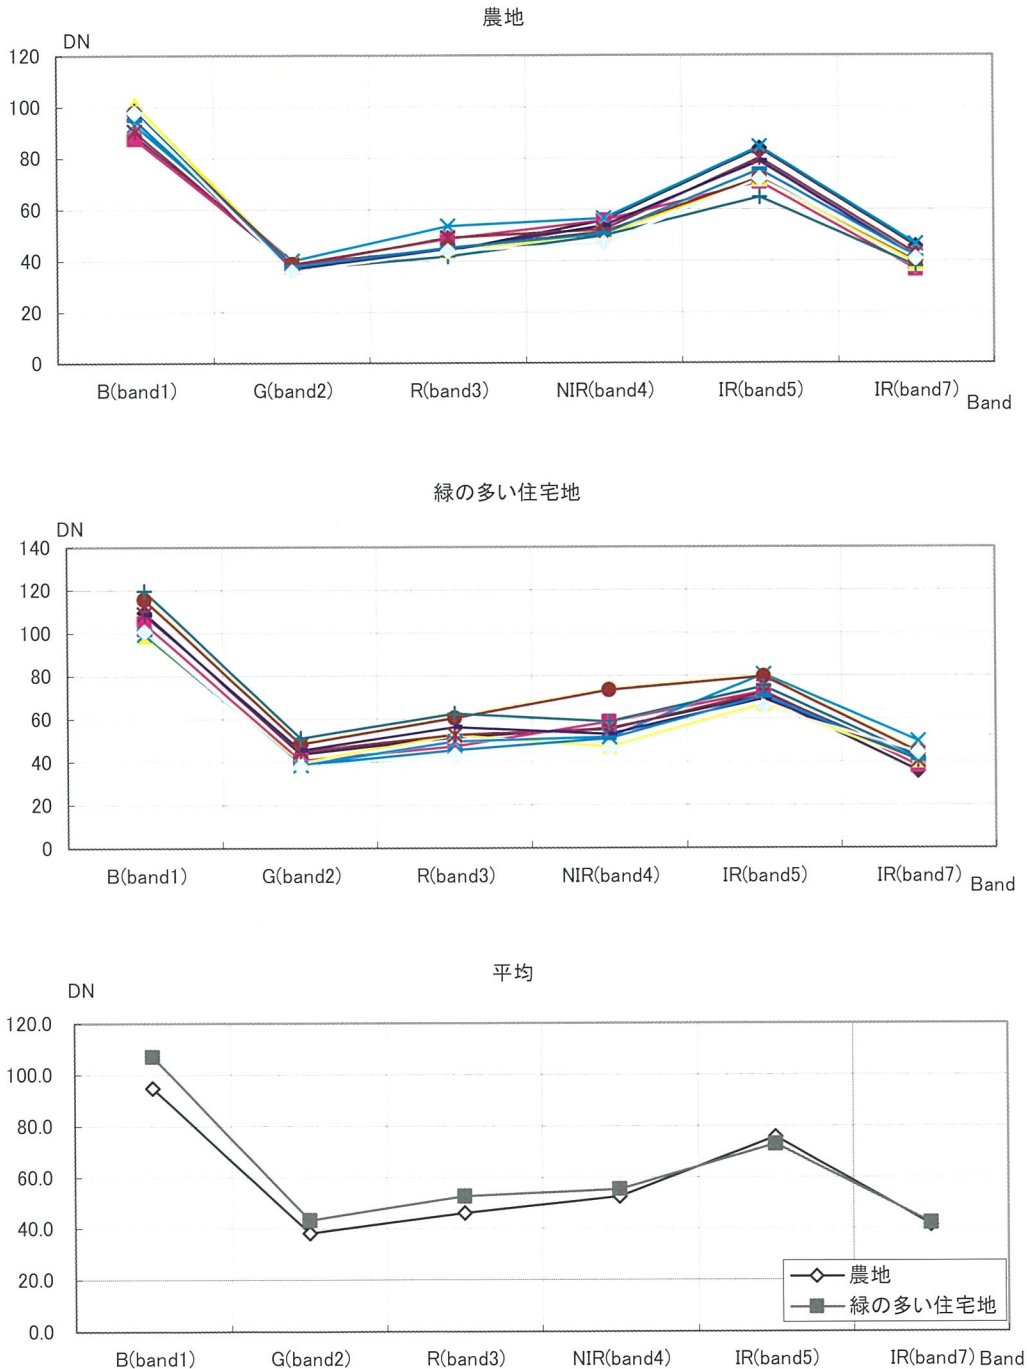 農地
DN
120
100
80
60
40
20
0
B(band1) G(band2) R(band3) NIR(band4) IR(band5) IR(band7) Band
緑の多い住宅地
DN
140
120
100
80
60
40
20
0
B(band1) G(band2) R(band3) NIR(band4) IR(band5) IR(band7) Band
平均
DN
120.0
100.0
80.0
60.0
40.0
20.0
0.0
農地
緑の多い住宅地
B(band1) G(band2) R(band3) NIR(band4) IR(band5) IR(band7) Band